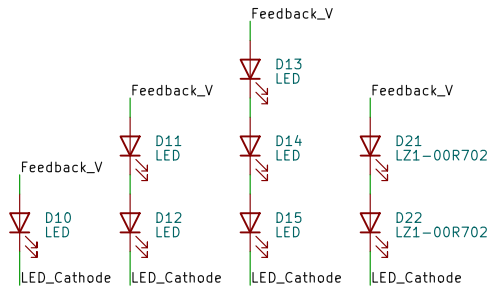 Feedback_V
D13
LED
Feedback_V
Feedback_V
D11
LED
D14
LED
D21
LZ1-00R702
Feedback_V
D10
LED
D12
LED
D15
LED
D22
LZ1-00R702
LED_Cathode
LED_Cathode
LED_Cathode
LED_Cathode